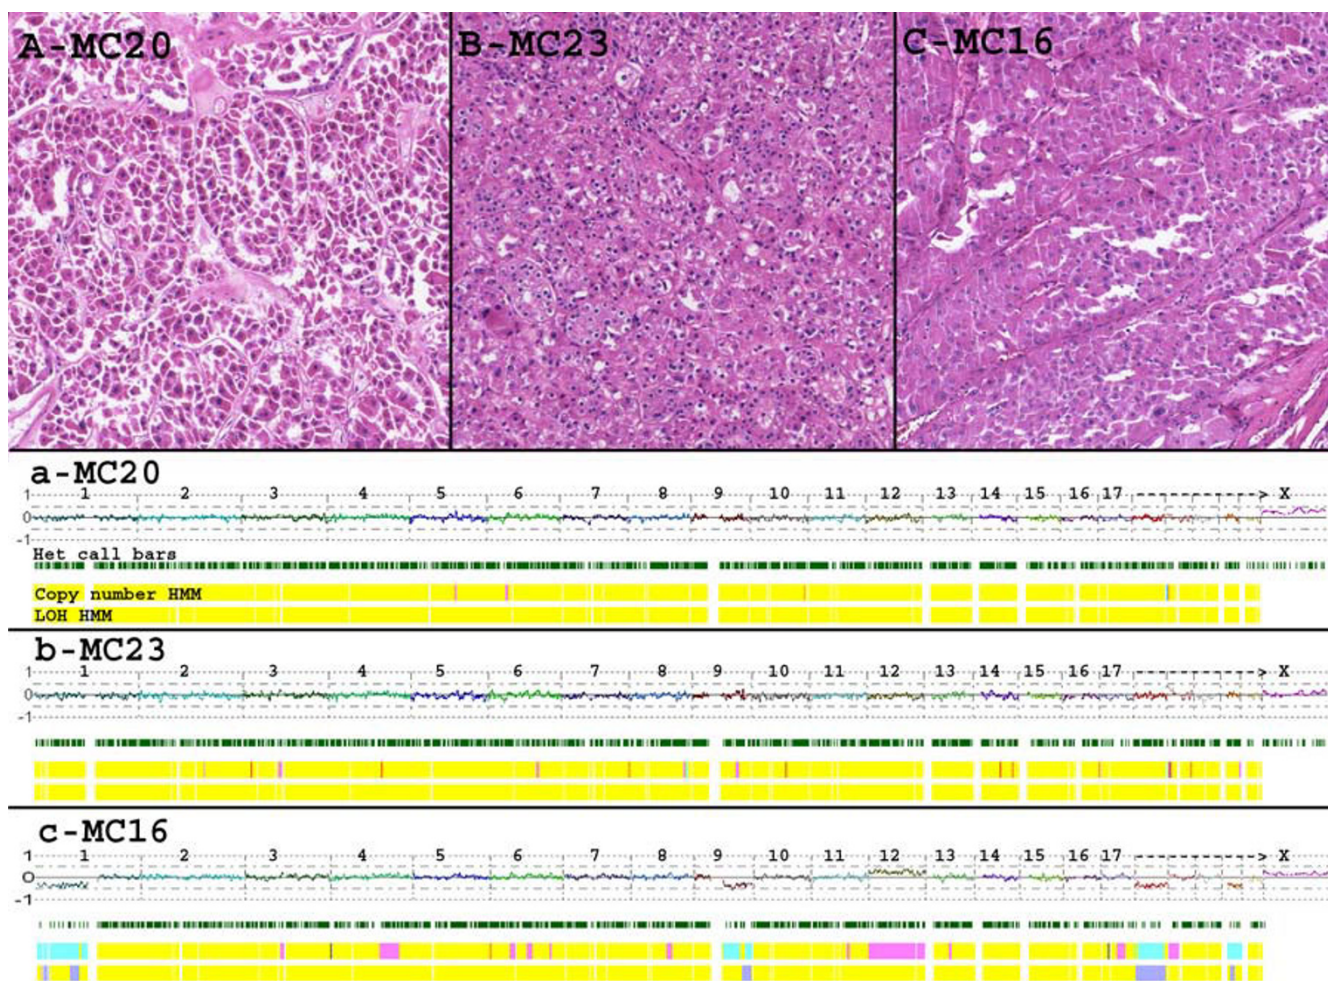 A-MC20 B-MC23 C-MC16
a-MC20
1 1 2 3 4 5 6 7 8 9 10 11 12 13 14 15 16 17 X
0
-1
Het call bars
Copy number HMM
LOH HMM
b-MC23
1 1 2 3 4 5 6 7 8 9 10 11 12 13 14 15 16 17 X
0
-1
c-MC16
1 1 2 3 4 5 6 7 8 9 10 11 12 13 14 15 16 17 X
0
-1